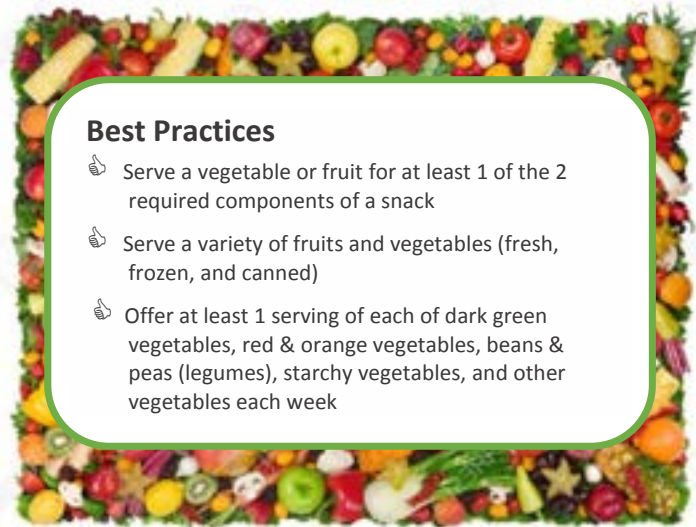 Best Practices
👍 Serve a vegetable or fruit for at least 1 of the 2
required components of a snack
👍 Serve a variety of fruits and vegetables (fresh,
frozen, and canned)
👍 Offer at least 1 serving of each of dark green
vegetables, red & orange vegetables, beans &
peas (legumes), starchy vegetables, and other
vegetables each week